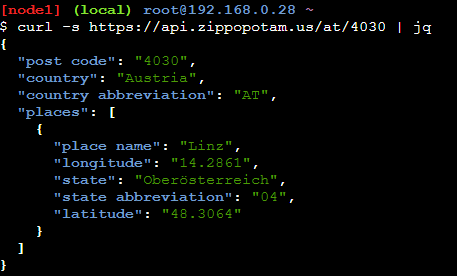 [node1] (local) root@192.168.0.28 ~
$ curl -s https://api.zippopotam.us/at/4030 | jq
{
  "post code": "4030",
  "country": "Austria",
  "country abbreviation": "AT",
  "places": [
    {
      "place name": "Linz",
      "longitude": "14.2861",
      "state": "Oberösterreich",
      "state abbreviation": "04",
      "latitude": "48.3064"
    }
  ]
}